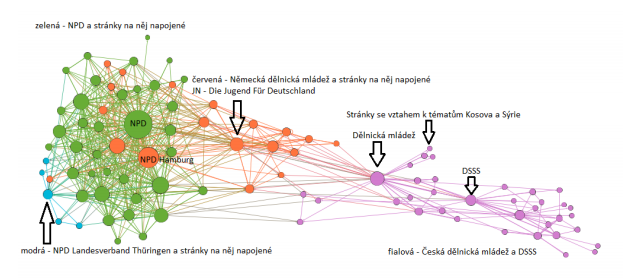 zelená - NPD a stránky na něj napojené
červená - Německá dělnická mládež a stránky na něj napojené
JN - Die Jugend Für Deutschland
Stránky se vztahem k tématům Kosova a Sýrie
NPD
Dělnická mládež
NPD Hamburg
DSSS
modrá - NPD Landesverband Thüringen a stránky na něj napojené
fialová - Česká dělnická mládež a DSSS